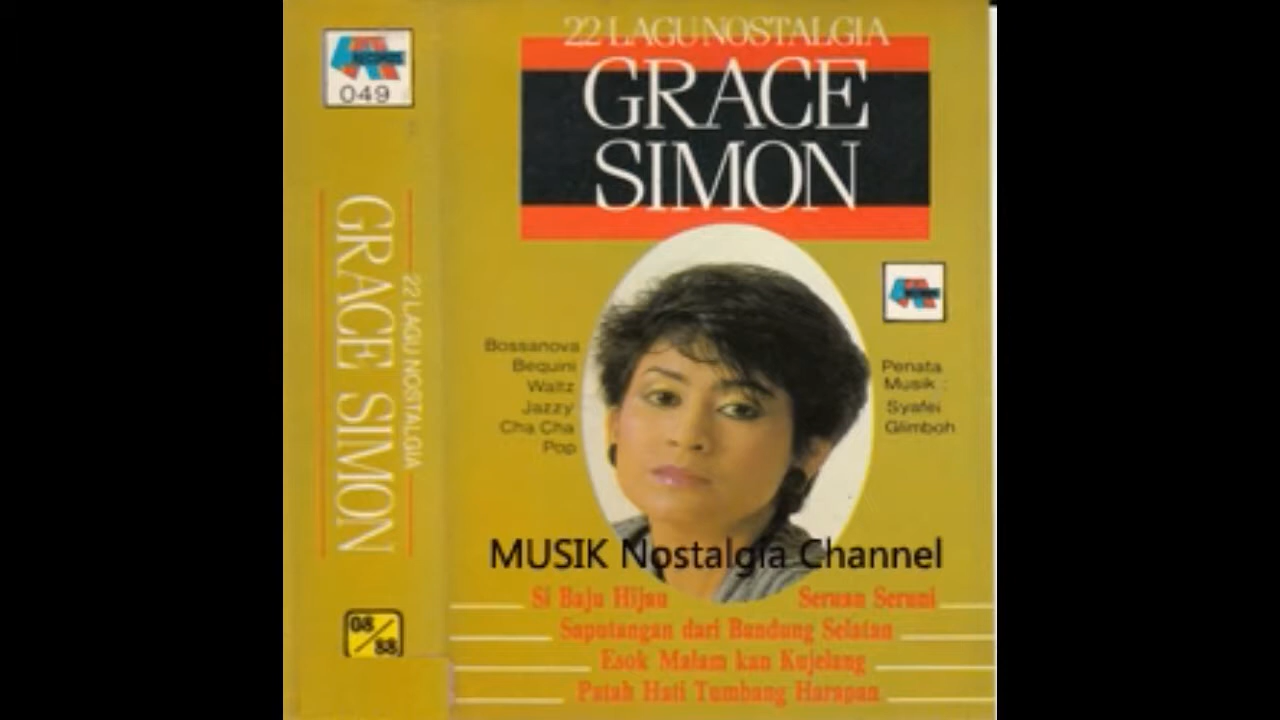 RECORDS
049
GRACE SIMON
22 LAGU NOSTALGIA
08/88
22 LAGU NOSTALGIA
GRACE
SIMON
Bossanova
Bequini
Waltz
Jazzy
Cha Cha
Pop
Penata
Musik :
Syafei
Glimboh
MUSIK Nostalgia Channel
Si Baju Hijau
Seruan Seruni
Saputangan dari Bandung Selatan
Esok Malam kan Kujelang
Patah Hati Tumbang Harapan